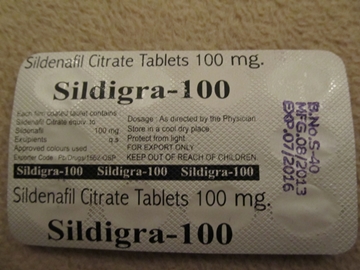 Sildenafil Citrate Tablets 100 mg.
Sildigra-100
Each film coated tablet contains
Sildenafil Citrate equiv. to
Sildenafil 100 mg
Excipients q.s
Approved colours used
Exporter Code :
Dosage : As directed by the Physician
Store in a cool dry place
Protect from light
FOR EXPORT ONLY
KEEP OUT OF REACH OF CHILDREN
B.No.S-40
MFG.08/2013
EXP.07/2016
Sildigra-100 Sildigra-100 Sildigra-100
Sildenafil Citrate Tablets 100 mg.
Sildigra-100